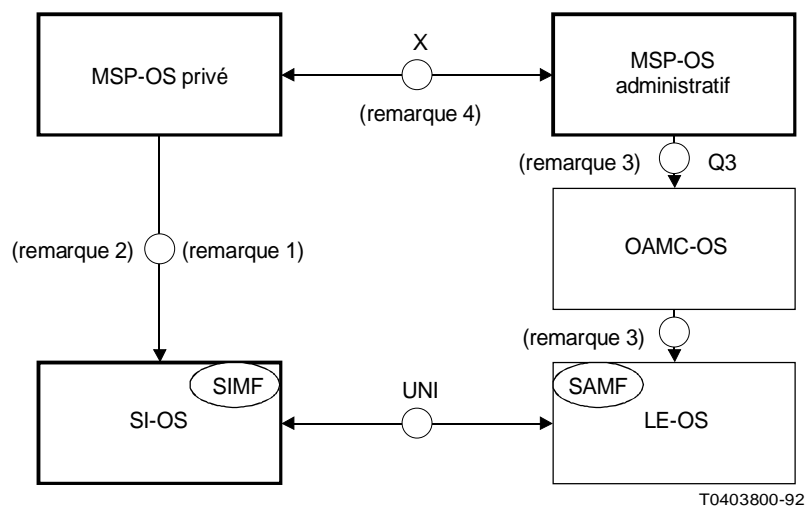 X
MSP-OS privé
MSP-OS
administratif
(remarque 4)
(remarque 3)
Q3
(remarque 2)
(remarque 1)
OAMC-OS
(remarque 3)
SIMF
UNI
SAMF
SI-OS
LE-OS
T0403800-92